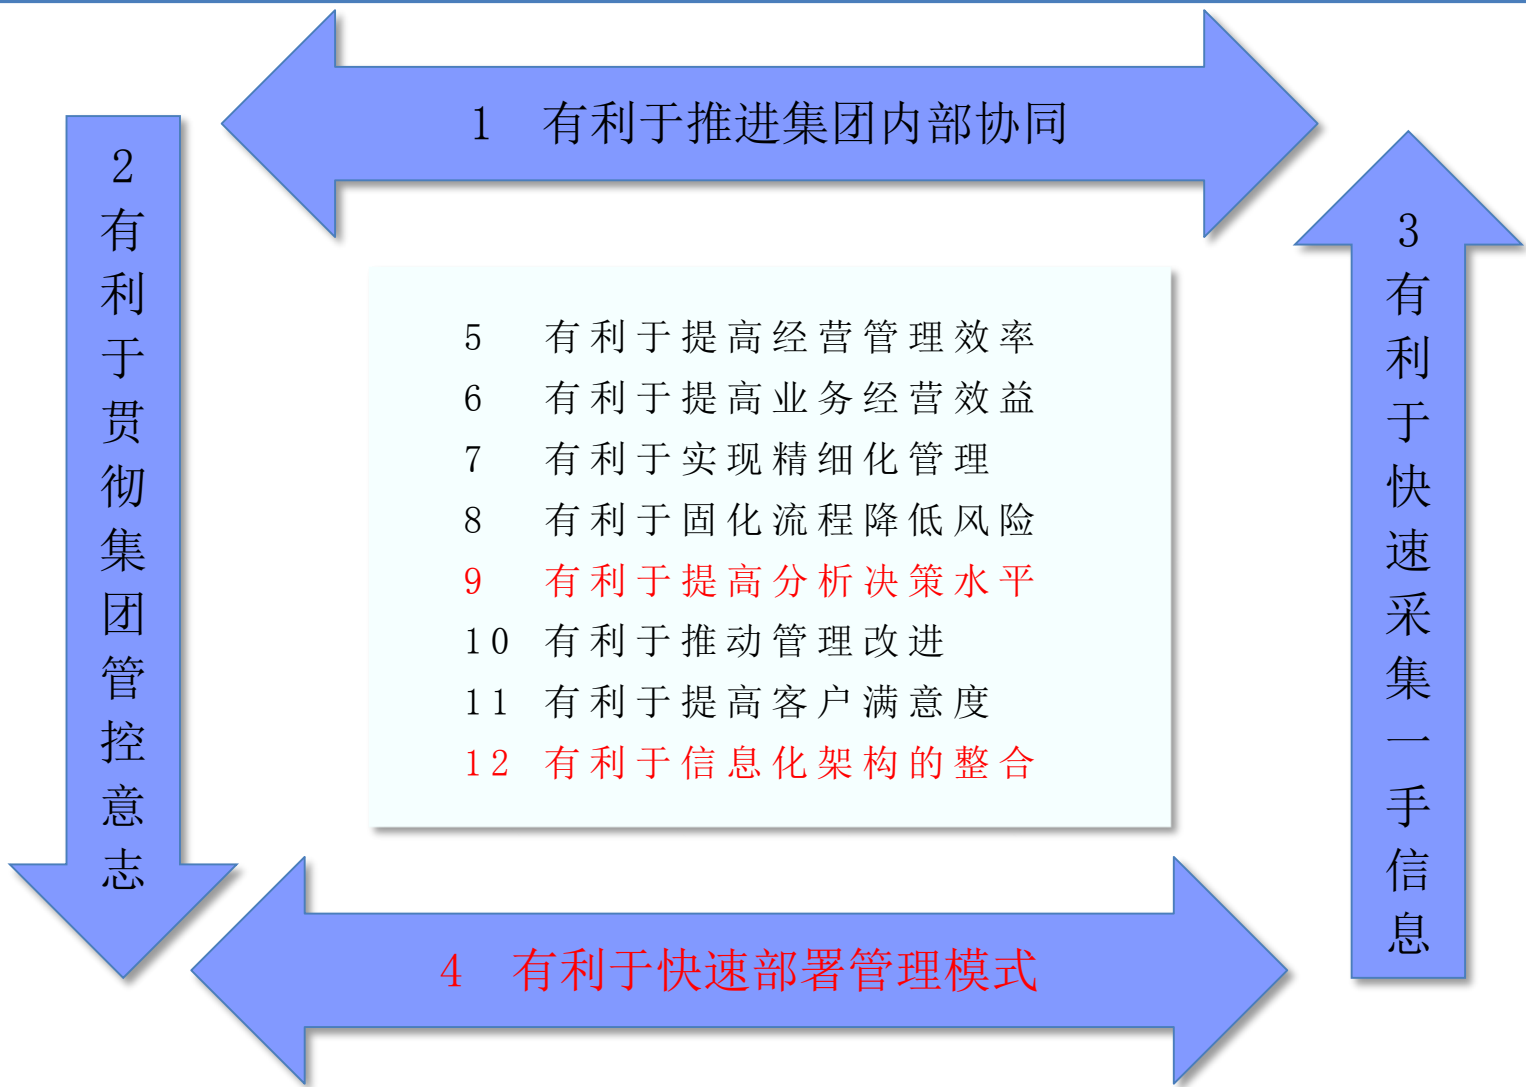 1 有利于推进集团内部协同
2有利于贯彻集团管控意志
3有利于快速采集一手信息
5 有利于提高经营管理效率
6 有利于提高业务经营效益
7 有利于实现精细化管理
8 有利于固化流程降低风险
9 有利于提高分析决策水平
10 有利于推动管理改进
11 有利于提高客户满意度
12 有利于信息化架构的整合
4 有利于快速部署管理模式